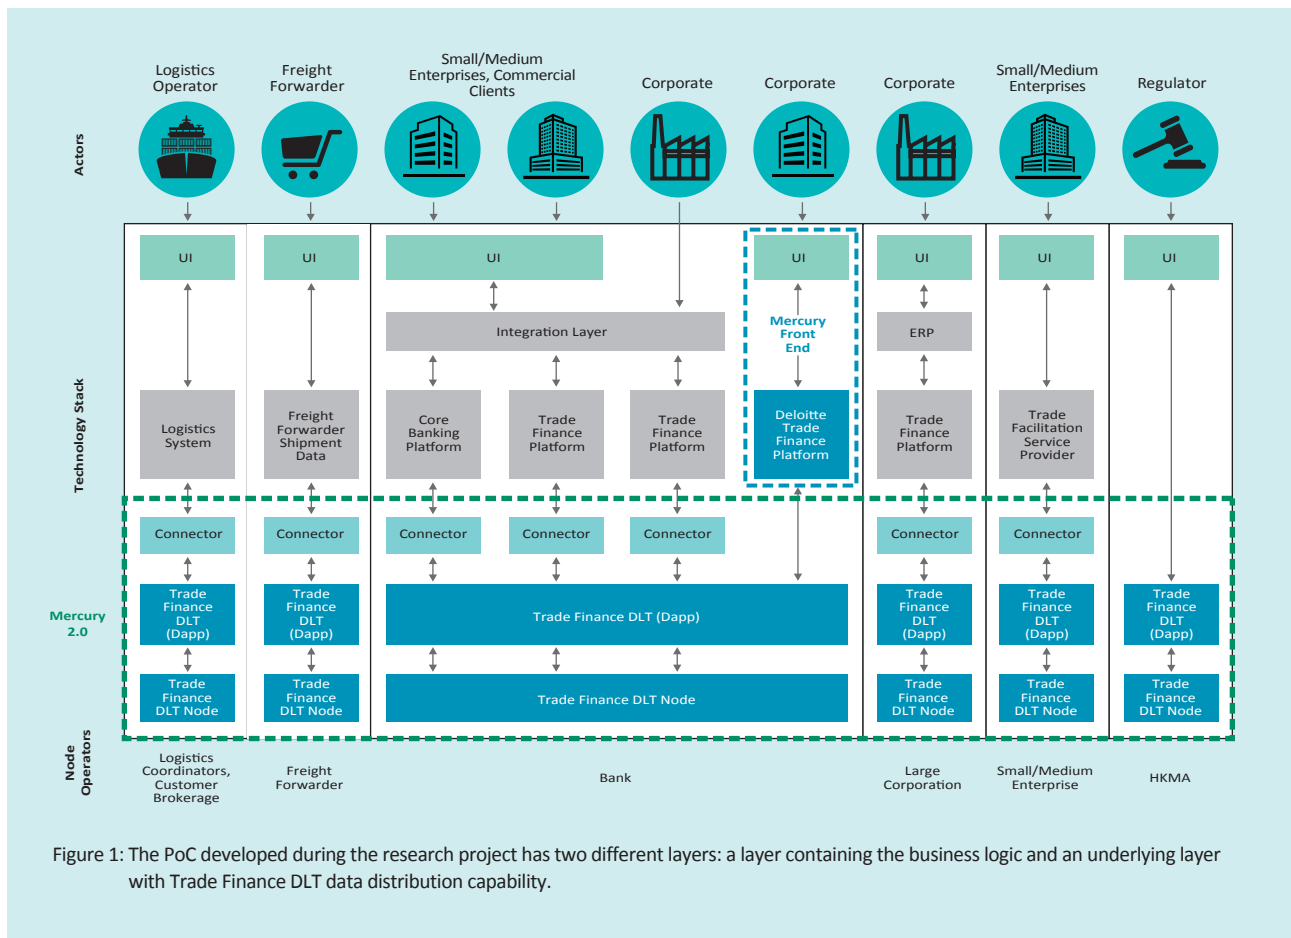 Logistics
Operator
Freight
Forwarder
Small/Medium
Enterprises, Commercial
Clients
Corporate
Corporate
Corporate
Small/Medium
Enterprises
Regulator
Actors
UI
UI
UI
UI
UI
UI
UI
Integration Layer
Mercury
Front
End
ERP
Technology Stack
Logistics
System
Freight
Forwarder
Shipment
Data
Core
Banking
Platform
Trade
Finance
Platform
Trade
Finance
Platform
Deloitte
Trade
Finance
Platform
Trade
Finance
Platform
Trade
Facilitation
Service
Provider
Connector
Connector
Connector
Connector
Connector
Connector
Connector
Mercury
2.0
Trade
Finance
DLT
(Dapp)
Trade
Finance
DLT
(Dapp)
Trade Finance DLT (Dapp)
Trade
Finance
DLT
(Dapp)
Trade
Finance
DLT
(Dapp)
Trade
Finance
DLT
(Dapp)
Trade
Finance
DLT Node
Trade
Finance
DLT Node
Trade Finance DLT Node
Trade
Finance
DLT Node
Trade
Finance
DLT Node
Trade
Finance
DLT Node
Node
Operators
Logistics
Coordinators,
Customer
Brokerage
Freight
Forwarder
Bank
Large
Corporation
Small/Medium
Enterprise
HKMA
Figure 1: The PoC developed during the research project has two different layers: a layer containing the business logic and an underlying layer
with Trade Finance DLT data distribution capability.